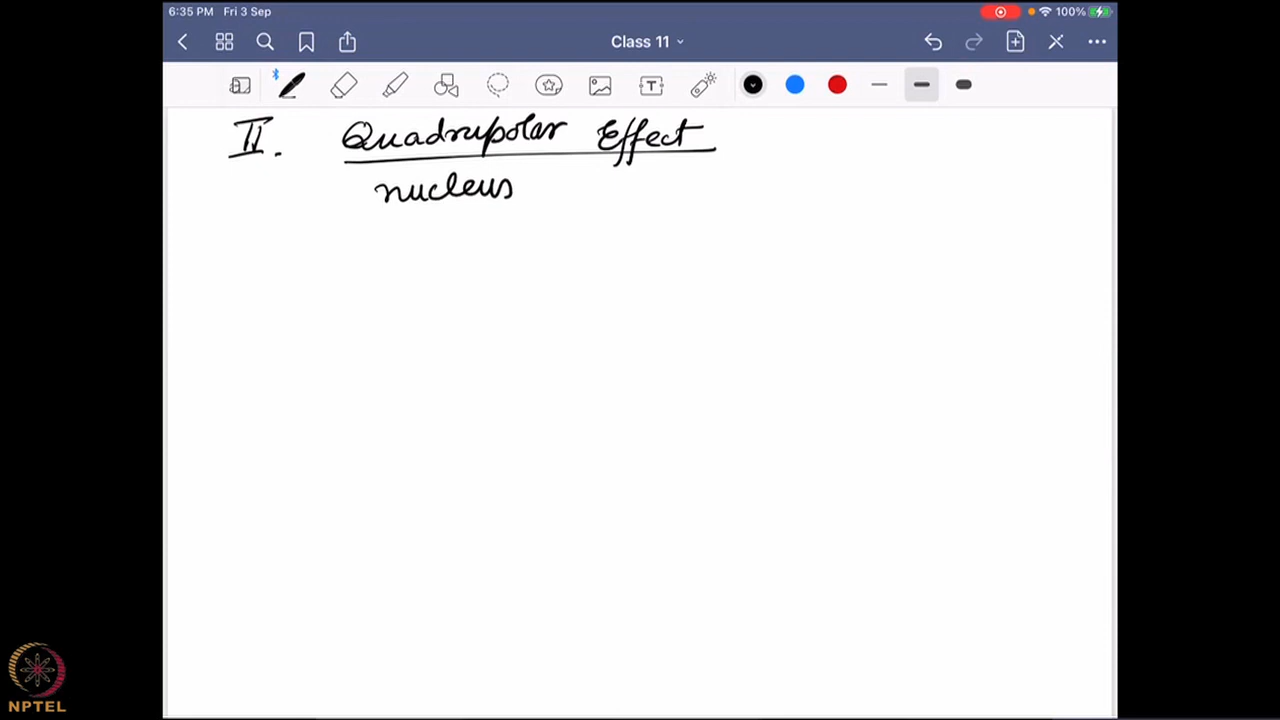 6:35 PM Fri 3 Sep
100%
Class 11
T
II. Quadrupolar Effect
nucleus
NPTEL